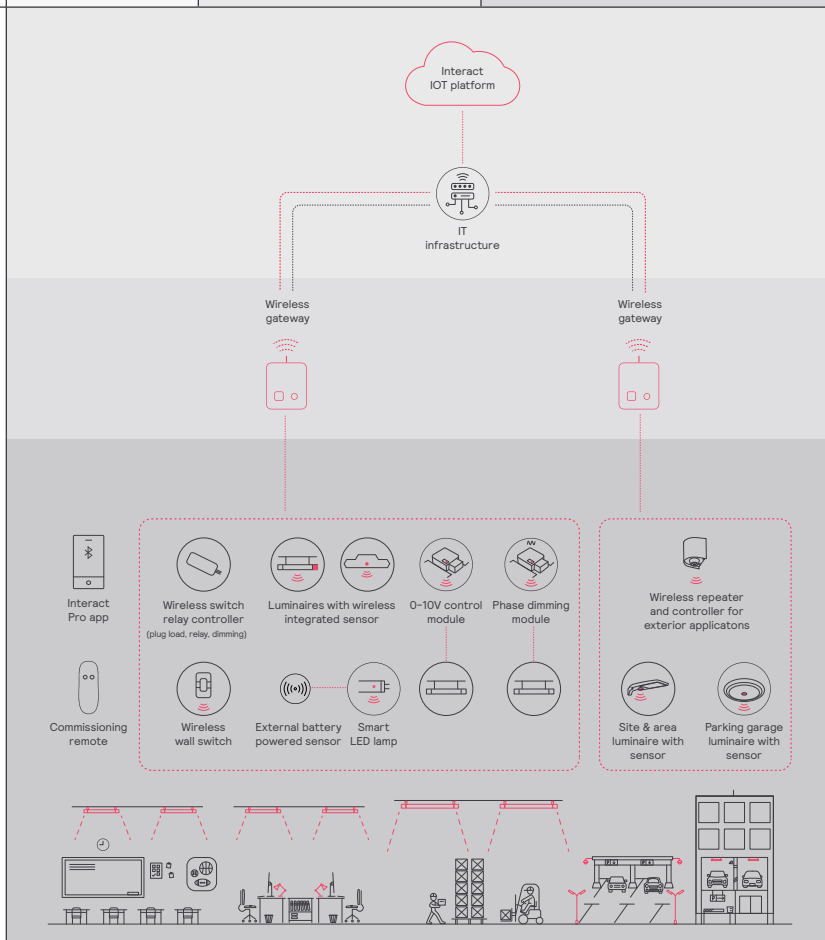 Interact
IOT platform
IT
infrastructure
Wireless
gateway
Wireless
gateway
Interact
Pro app
Wireless switch
relay controller
(plug load, relay, dimming)
Luminaires with wireless
integrated sensor
0–10V control
module
Phase dimming
module
Wireless repeater
and controller for
exterior applicatons
Commissioning
remote
Wireless
wall switch
External battery
powered sensor
Smart
LED lamp
Site & area
luminaire with
sensor
Parking garage
luminaire with
sensor